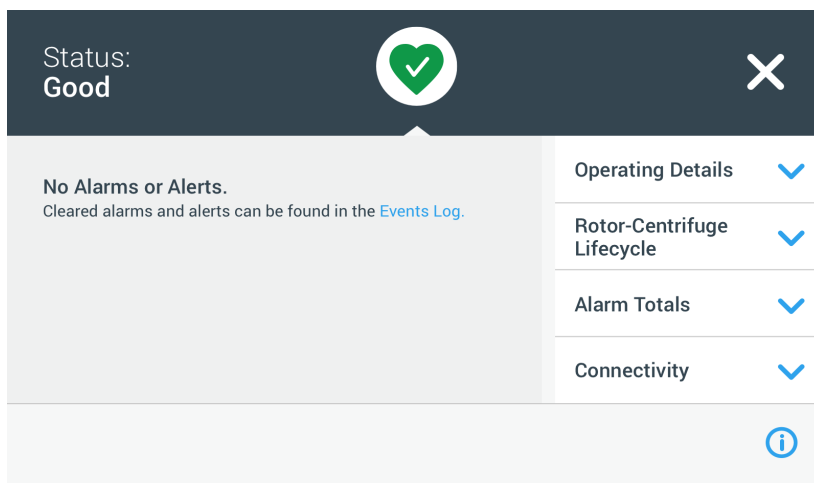 Status:
Good
No Alarms or Alerts.
Cleared alarms and alerts can be found in the Events Log.
Operating Details
Rotor-Centrifuge
Lifecycle
Alarm Totals
Connectivity